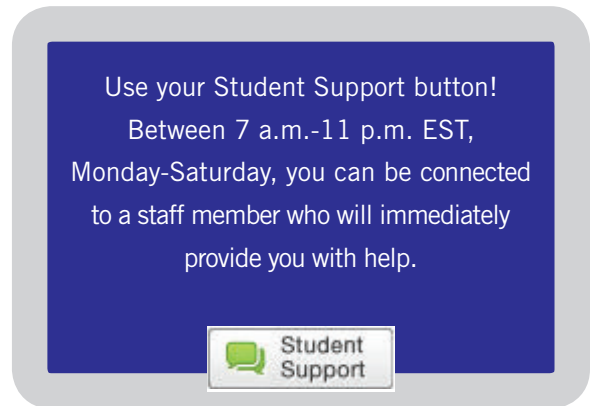 Use your Student Support button!
Between 7 a.m.-11 p.m. EST,
Monday-Saturday, you can be connected
to a staff member who will immediately
provide you with help.
Student
Support